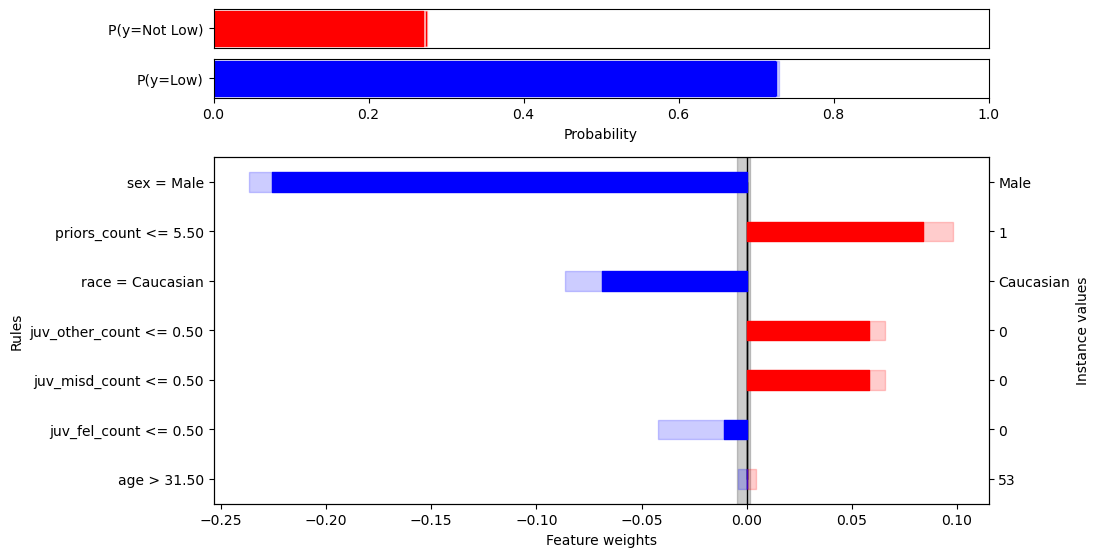 P(y=Not Low)
P(y=Low)
0.0 0.2 0.4 0.6 0.8 1.0
Probability
sex = Male Male
priors_count <= 5.50 1
race = Caucasian Caucasian
juv_other_count <= 0.50 0
juv_misd_count <= 0.50 0
juv_fel_count <= 0.50 0
age > 31.50 53
Rules
Instance values
−0.25 −0.20 −0.15 −0.10 −0.05 0.00 0.05 0.10
Feature weights